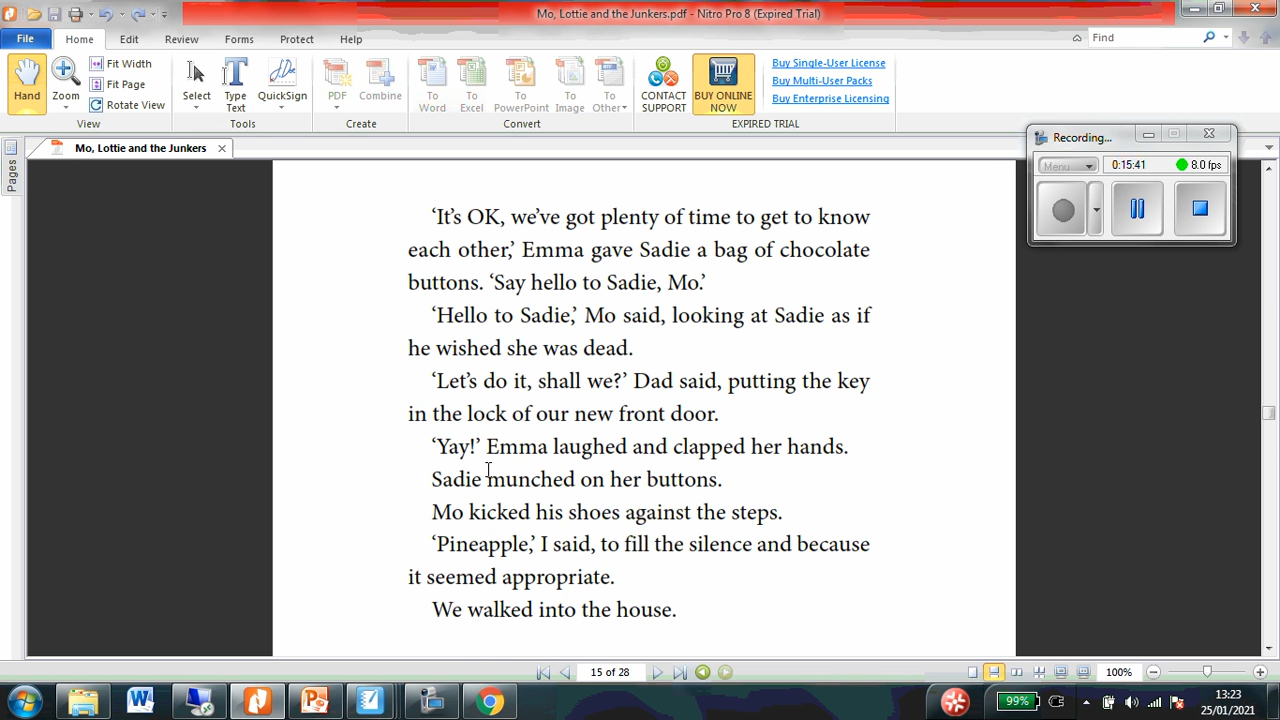 Mo, Lottie and the Junkers.pdf - Nitro Pro 8 (Expired Trial)
File Home Edit Review Forms Protect Help Find
Hand
Zoom
Fit Width
Fit Page
Rotate View
View
Select
Type Text
QuickSign
Tools
PDF
Combine
Create
To Word
To Excel
To PowerPoint
To Image
To Other
Convert
CONTACT SUPPORT
BUY ONLINE NOW
Buy Single-User License
Buy Multi-User Packs
Buy Enterprise Licensing
EXPIRED TRIAL
Pages
Mo, Lottie and the Junkers
Recording...
Menu 0:15:41 8.0 fps
‘It’s OK, we’ve got plenty of time to get to know
each other,’ Emma gave Sadie a bag of chocolate
buttons. ‘Say hello to Sadie, Mo.’
‘Hello to Sadie,’ Mo said, looking at Sadie as if
he wished she was dead.
‘Let’s do it, shall we?’ Dad said, putting the key
in the lock of our new front door.
‘Yay!’ Emma laughed and clapped her hands.
Sadie munched on her buttons.
Mo kicked his shoes against the steps.
‘Pineapple,’ I said, to fill the silence and because
it seemed appropriate.
We walked into the house.
15 of 28
100%
99%
13:23
25/01/2021